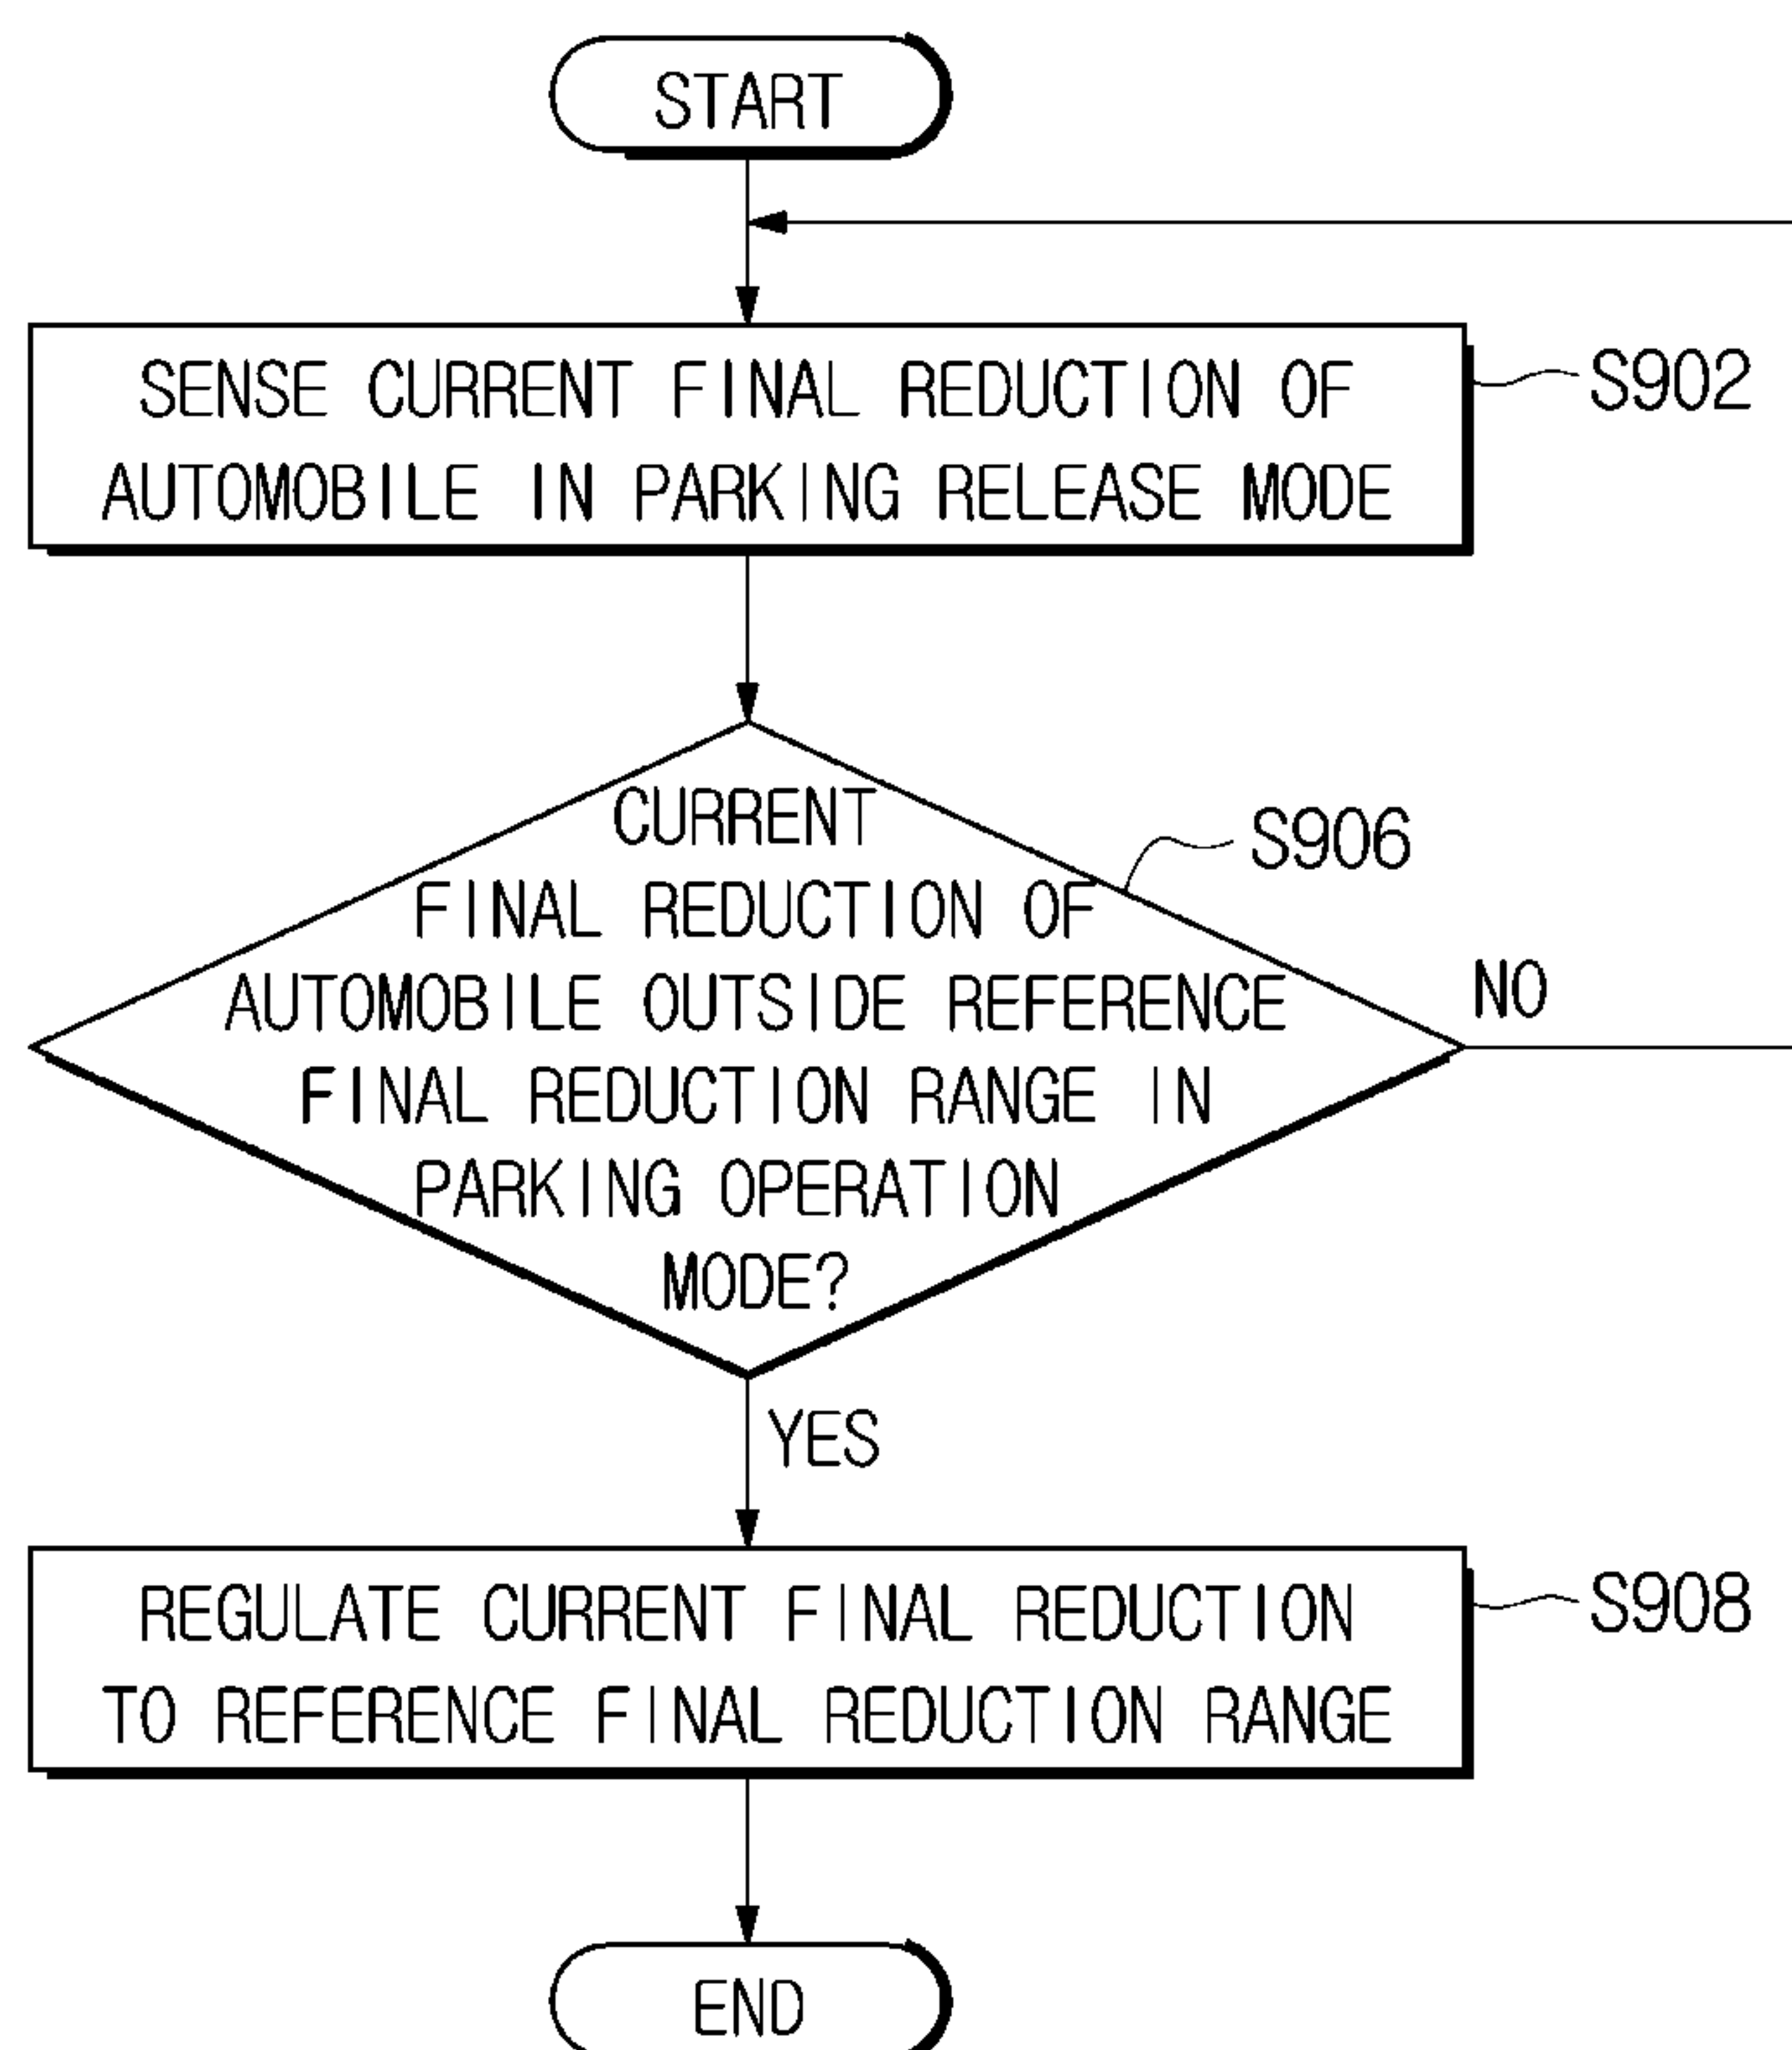 START
SENSE CURRENT FINAL REDUCTION OF
AUTOMOBILE IN PARKING RELEASE MODE
S902
CURRENT
FINAL REDUCTION OF
AUTOMOBILE OUTSIDE REFERENCE
FINAL REDUCTION RANGE IN
PARKING OPERATION
MODE?
S906
NO
YES
REGULATE CURRENT FINAL REDUCTION
TO REFERENCE FINAL REDUCTION RANGE
S908
END